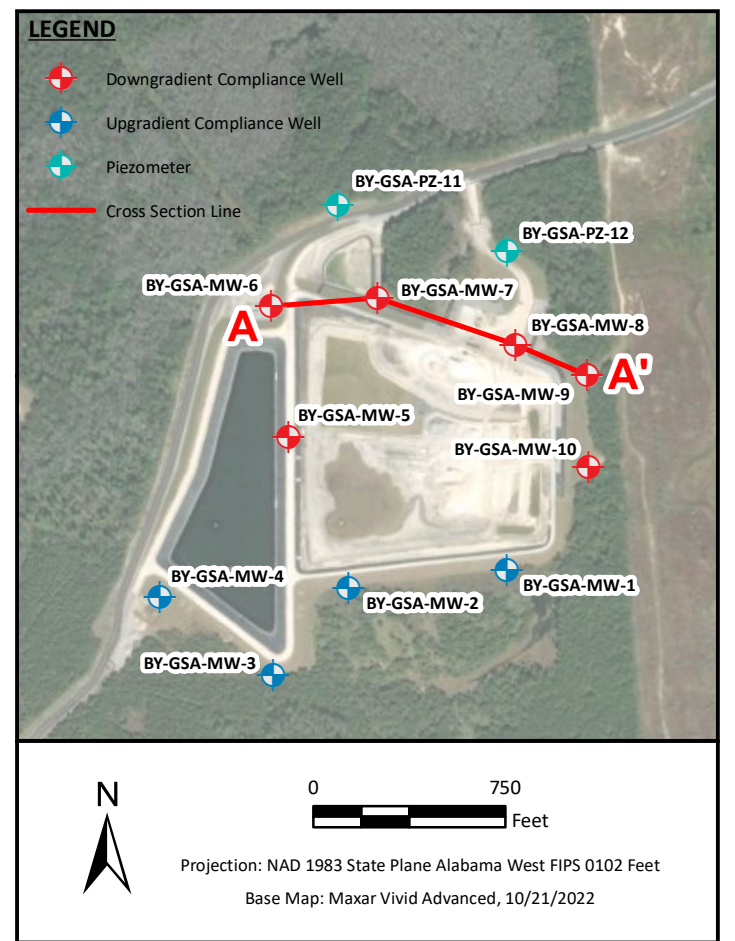 LEGEND
Downgradient Compliance Well
Upgradient Compliance Well
Piezometer
Cross Section Line
BY-GSA-PZ-11
BY-GSA-PZ-12
BY-GSA-MW-6
BY-GSA-MW-7
A
BY-GSA-MW-8
A'
BY-GSA-MW-9
BY-GSA-MW-5
BY-GSA-MW-10
BY-GSA-MW-4
BY-GSA-MW-1
BY-GSA-MW-2
BY-GSA-MW-3
N
0 750
Feet
Projection: NAD 1983 State Plane Alabama West FIPS 0102 Feet
Base Map: Maxar Vivid Advanced, 10/21/2022